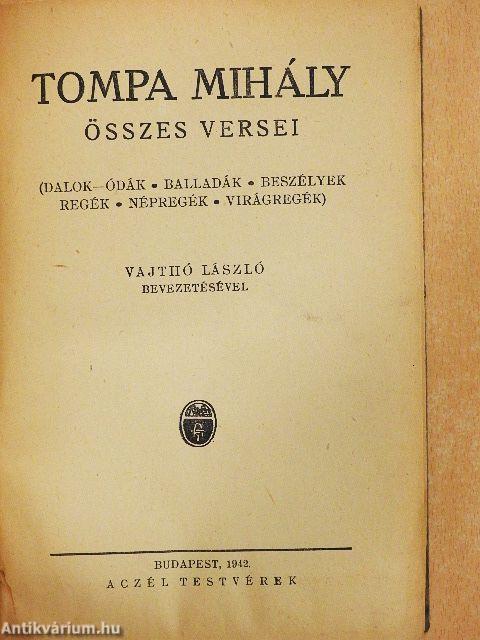 TOMPA MIHÁLY
ÖSSZES VERSEI
(DALOK—ÓDÁK • BALLADÁK • BESZÉLYEK
REGÉK • NÉPREGÉK • VIRÁGREGÉK)
VAJTHÓ LÁSZLÓ
BEVEZETÉSÉVEL
BUDAPEST, 1942.
ACZÉL TESTVÉREK
Antikvárium.hu